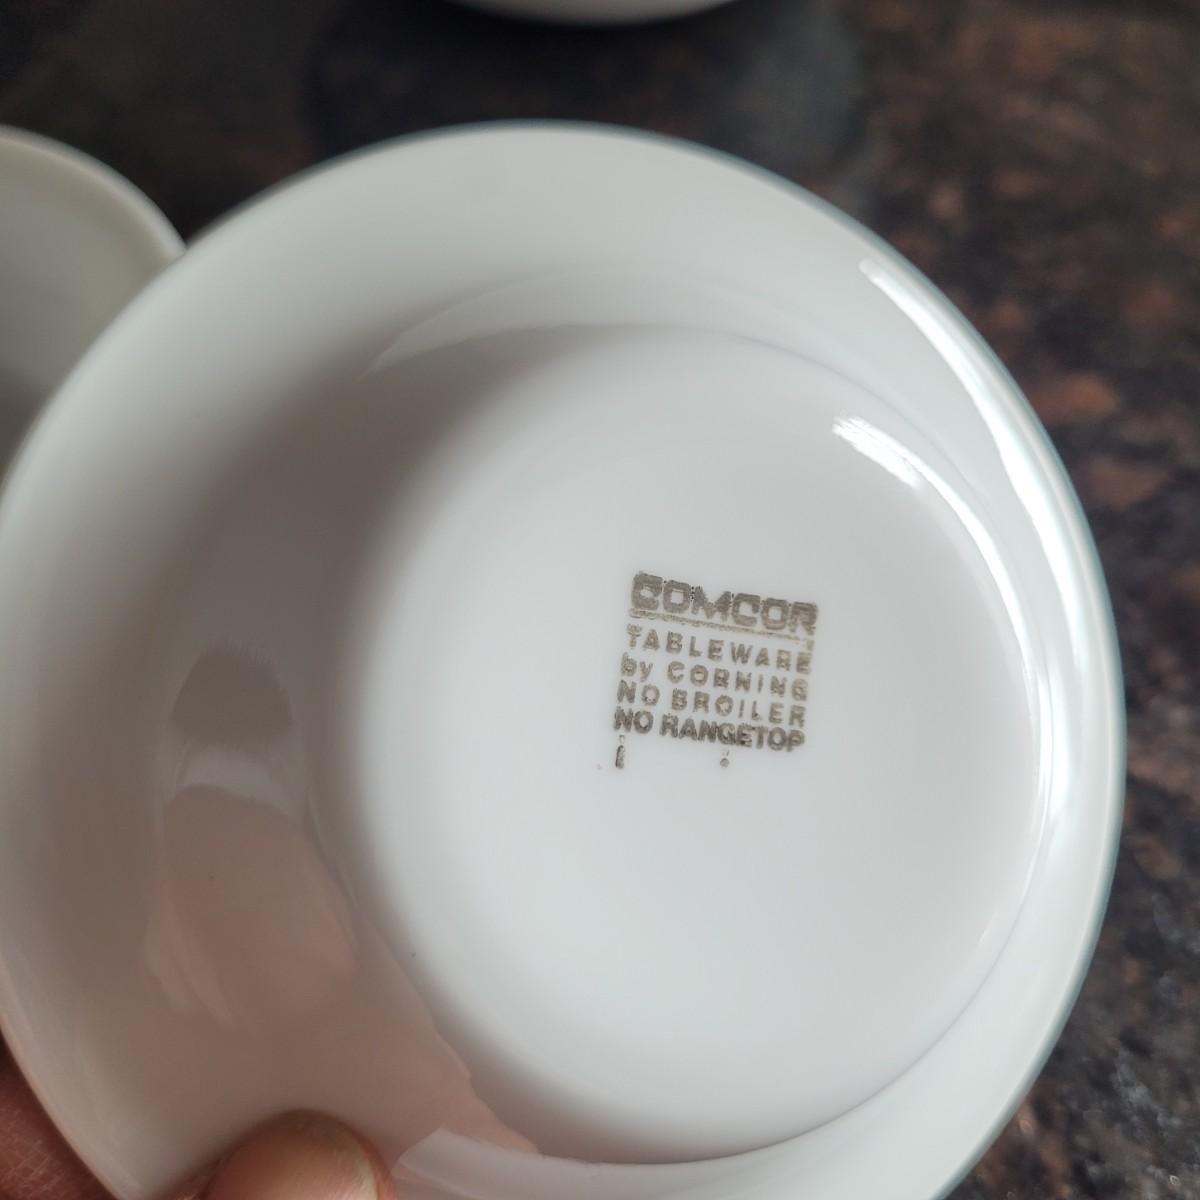 COMCOR
TABLEWARE
by CORNING
NO BROILER
NO RANGETOP